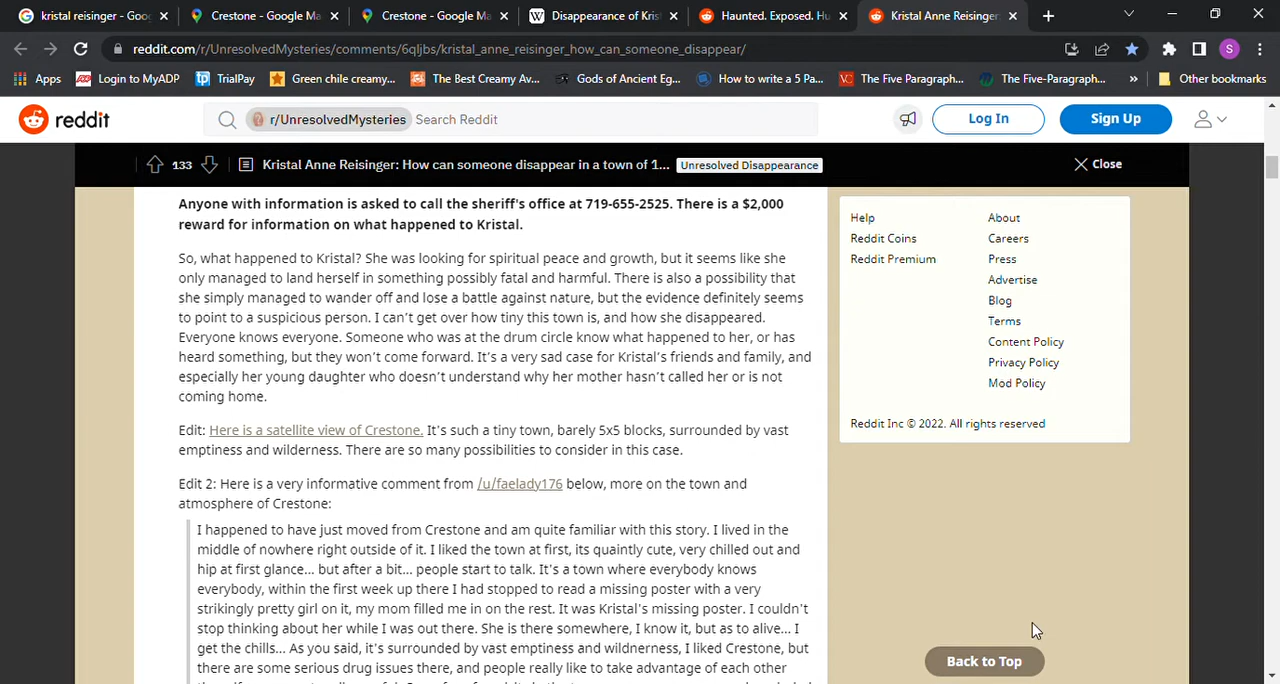 kristal reisinger - Goo
Crestone - Google Ma
Crestone - Google Ma
Disappearance of Kris
Haunted. Exposed. Hu
Kristal Anne Reisinger
reddit.com/r/UnresolvedMysteries/comments/6qljbs/kristal_anne_reisinger_how_can_someone_disappear/
S
Apps
Login to MyADP
TrialPay
Green chile creamy...
The Best Creamy Av...
Gods of Ancient Eg...
How to write a 5 Pa...
The Five Paragraph...
The Five-Paragraph...
»
Other bookmarks
reddit
r/UnresolvedMysteries
Search Reddit
Log In
Sign Up
133
Kristal Anne Reisinger: How can someone disappear in a town of 1...
Unresolved Disappearance
Close
Anyone with information is asked to call the sheriff's office at 719-655-2525. There is a $2,000
reward for information on what happened to Kristal.
So, what happened to Kristal? She was looking for spiritual peace and growth, but it seems like she
only managed to land herself in something possibly fatal and harmful. There is also a possibility that
she simply managed to wander off and lose a battle against nature, but the evidence definitely seems
to point to a suspicious person. I can't get over how tiny this town is, and how she disappeared.
Everyone knows everyone. Someone who was at the drum circle know what happened to her, or has
heard something, but they won't come forward. It's a very sad case for Kristal's friends and family, and
especially her young daughter who doesn't understand why her mother hasn't called her or is not
coming home.
Edit: Here is a satellite view of Crestone. It's such a tiny town, barely 5x5 blocks, surrounded by vast
emptiness and wilderness. There are so many possibilities to consider in this case.
Edit 2: Here is a very informative comment from /u/faelady176 below, more on the town and
atmosphere of Crestone:
I happened to have just moved from Crestone and am quite familiar with this story. I lived in the
middle of nowhere right outside of it. I liked the town at first, its quaintly cute, very chilled out and
hip at first glance... but after a bit... people start to talk. It's a town where everybody knows
everybody, within the first week up there I had stopped to read a missing poster with a very
strikingly pretty girl on it, my mom filled me in on the rest. It was Kristal's missing poster. I couldn't
stop thinking about her while I was out there. She is there somewhere, I know it, but as to alive... I
get the chills... As you said, it's surrounded by vast emptiness and wildnerness, I liked Crestone, but
there are some serious drug issues there, and people really like to take advantage of each other
Help
Reddit Coins
Reddit Premium
About
Careers
Press
Advertise
Blog
Terms
Content Policy
Privacy Policy
Mod Policy
Reddit Inc © 2022. All rights reserved
Back to Top